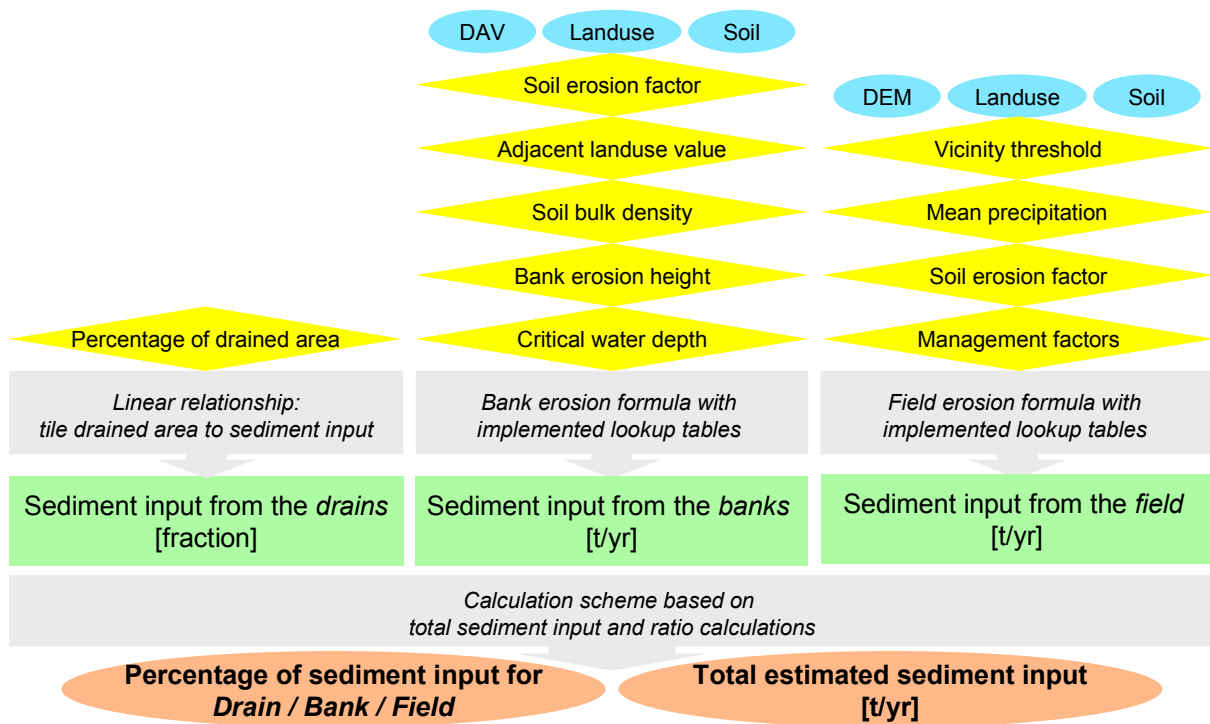 DAV
Landuse
Soil
Soil erosion factor
Adjacent landuse value
Soil bulk density
Bank erosion height
Critical water depth
DEM
Landuse
Soil
Vicinity threshold
Mean precipitation
Soil erosion factor
Management factors
Percentage of drained area
Linear relationship:
tile drained area to sediment input
Bank erosion formula with
implemented lookup tables
Field erosion formula with
implemented lookup tables
Sediment input from the drains
[fraction]
Sediment input from the banks
[t/yr]
Sediment input from the field
[t/yr]
Calculation scheme based on
total sediment input and ratio calculations
Percentage of sediment input for
Drain / Bank / Field
Total estimated sediment input
[t/yr]